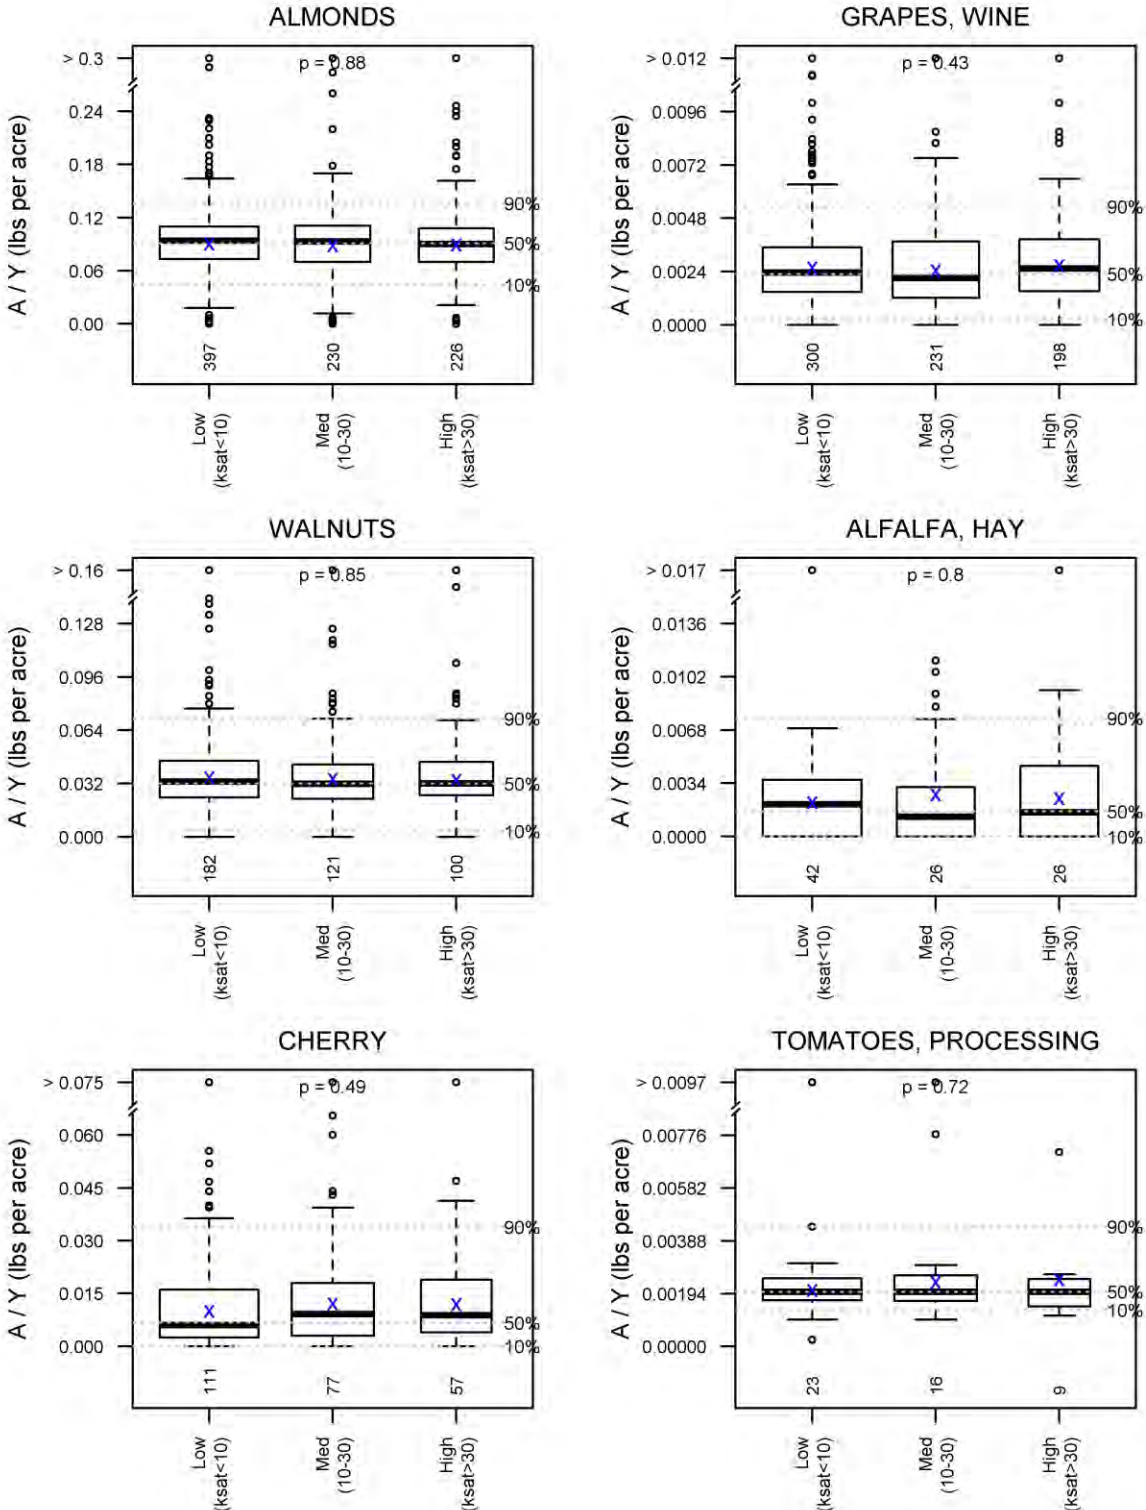 ALMONDS
A / Y (lbs per acre)
> 0.3
0.24
0.18
0.12
0.06
0.00
p = 0.88
90%
50%
10%
397
230
226
Low
(ksat<10)
Med
(10-30)
High
(ksat>30)
GRAPES, WINE
A / Y (lbs per acre)
> 0.012
0.0096
0.0072
0.0048
0.0024
0.0000
p = 0.43
90%
50%
10%
300
231
198
Low
(ksat<10)
Med
(10-30)
High
(ksat>30)
WALNUTS
A / Y (lbs per acre)
> 0.16
0.128
0.096
0.064
0.032
0.000
p = 0.85
90%
50%
10%
182
121
100
Low
(ksat<10)
Med
(10-30)
High
(ksat>30)
ALFALFA, HAY
A / Y (lbs per acre)
> 0.017
0.0136
0.0102
0.0068
0.0034
0.0000
p = 0.8
90%
50%
10%
42
26
26
Low
(ksat<10)
Med
(10-30)
High
(ksat>30)
CHERRY
A / Y (lbs per acre)
> 0.075
0.060
0.045
0.030
0.015
0.000
p = 0.49
90%
50%
10%
111
77
57
Low
(ksat<10)
Med
(10-30)
High
(ksat>30)
TOMATOES, PROCESSING
A / Y (lbs per acre)
> 0.0097
0.00776
0.00582
0.00388
0.00194
0.00000
p = 0.72
90%
50%
10%
23
16
9
Low
(ksat<10)
Med
(10-30)
High
(ksat>30)